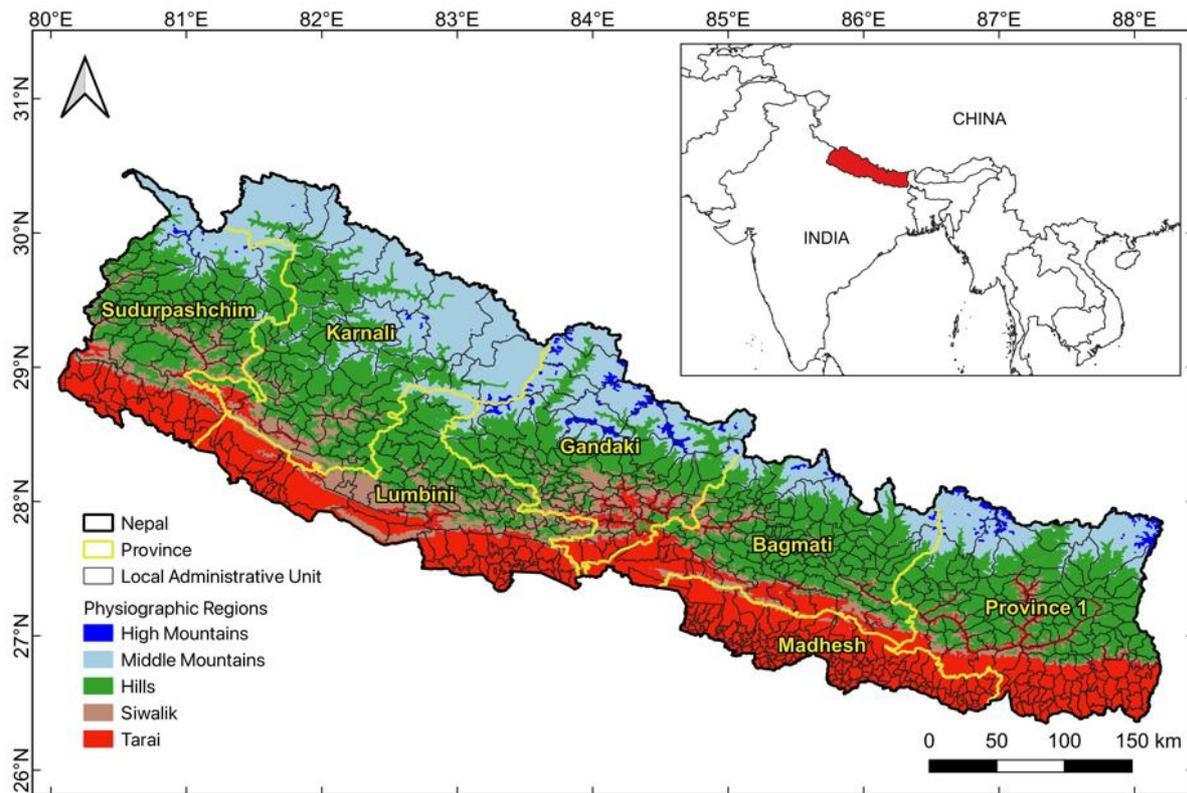 80°E 81°E 82°E 83°E 84°E 85°E 86°E 87°E 88°E
31°N
30°N
29°N
28°N
27°N
26°N
CHINA
INDIA
Sudurpashchim
Karnali
Gandaki
Lumbini
Bagmati
Province 1
Madhesh
Nepal
Province
Local Administrative Unit
Physiographic Regions
High Mountains
Middle Mountains
Hills
Siwalik
Tarai
0 50 100 150 km